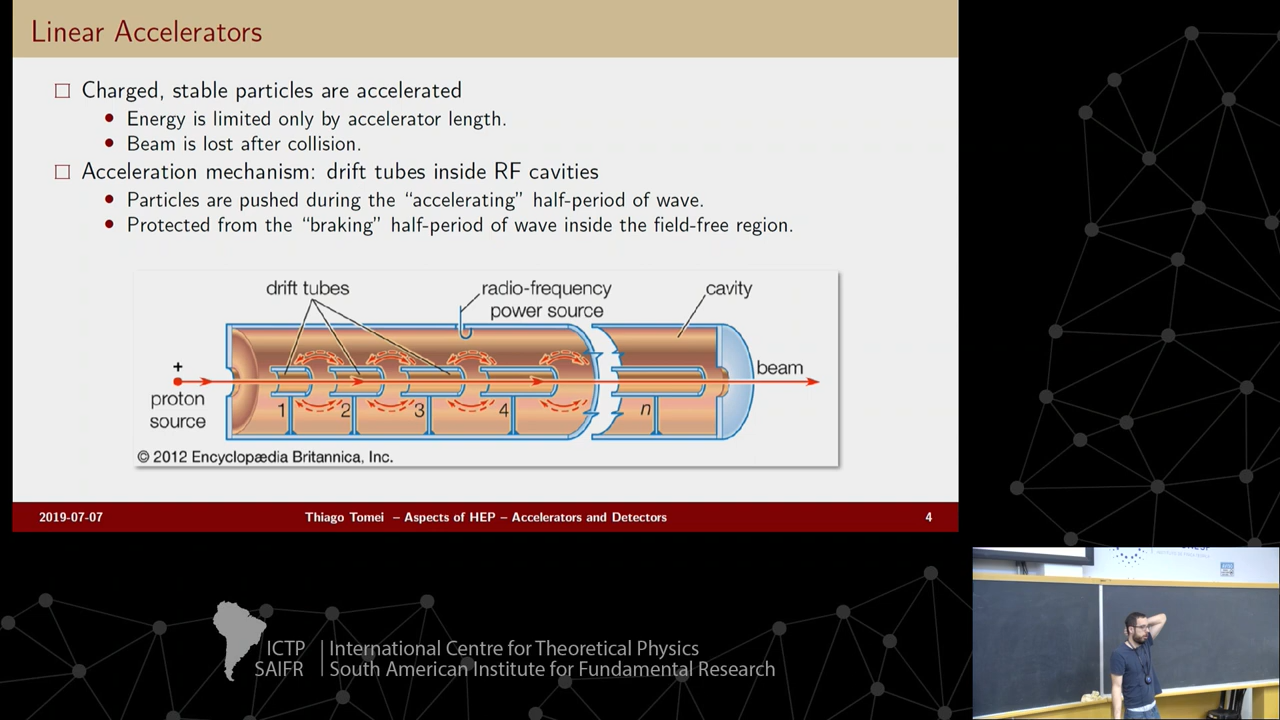 Linear Accelerators
Charged, stable particles are accelerated
Energy is limited only by accelerator length.
Beam is lost after collision.
Acceleration mechanism: drift tubes inside RF cavities
Particles are pushed during the “accelerating” half-period of wave.
Protected from the “braking” half-period of wave inside the field-free region.
drift tubes
radio-frequency
power source
cavity
+
proton
source
beam
1
2
3
4
n
© 2012 Encyclopædia Britannica, Inc.
2019-07-07
Thiago Tomei – Aspects of HEP – Accelerators and Detectors
4
ICTP
SAIFR
International Centre for Theoretical Physics
South American Institute for Fundamental Research